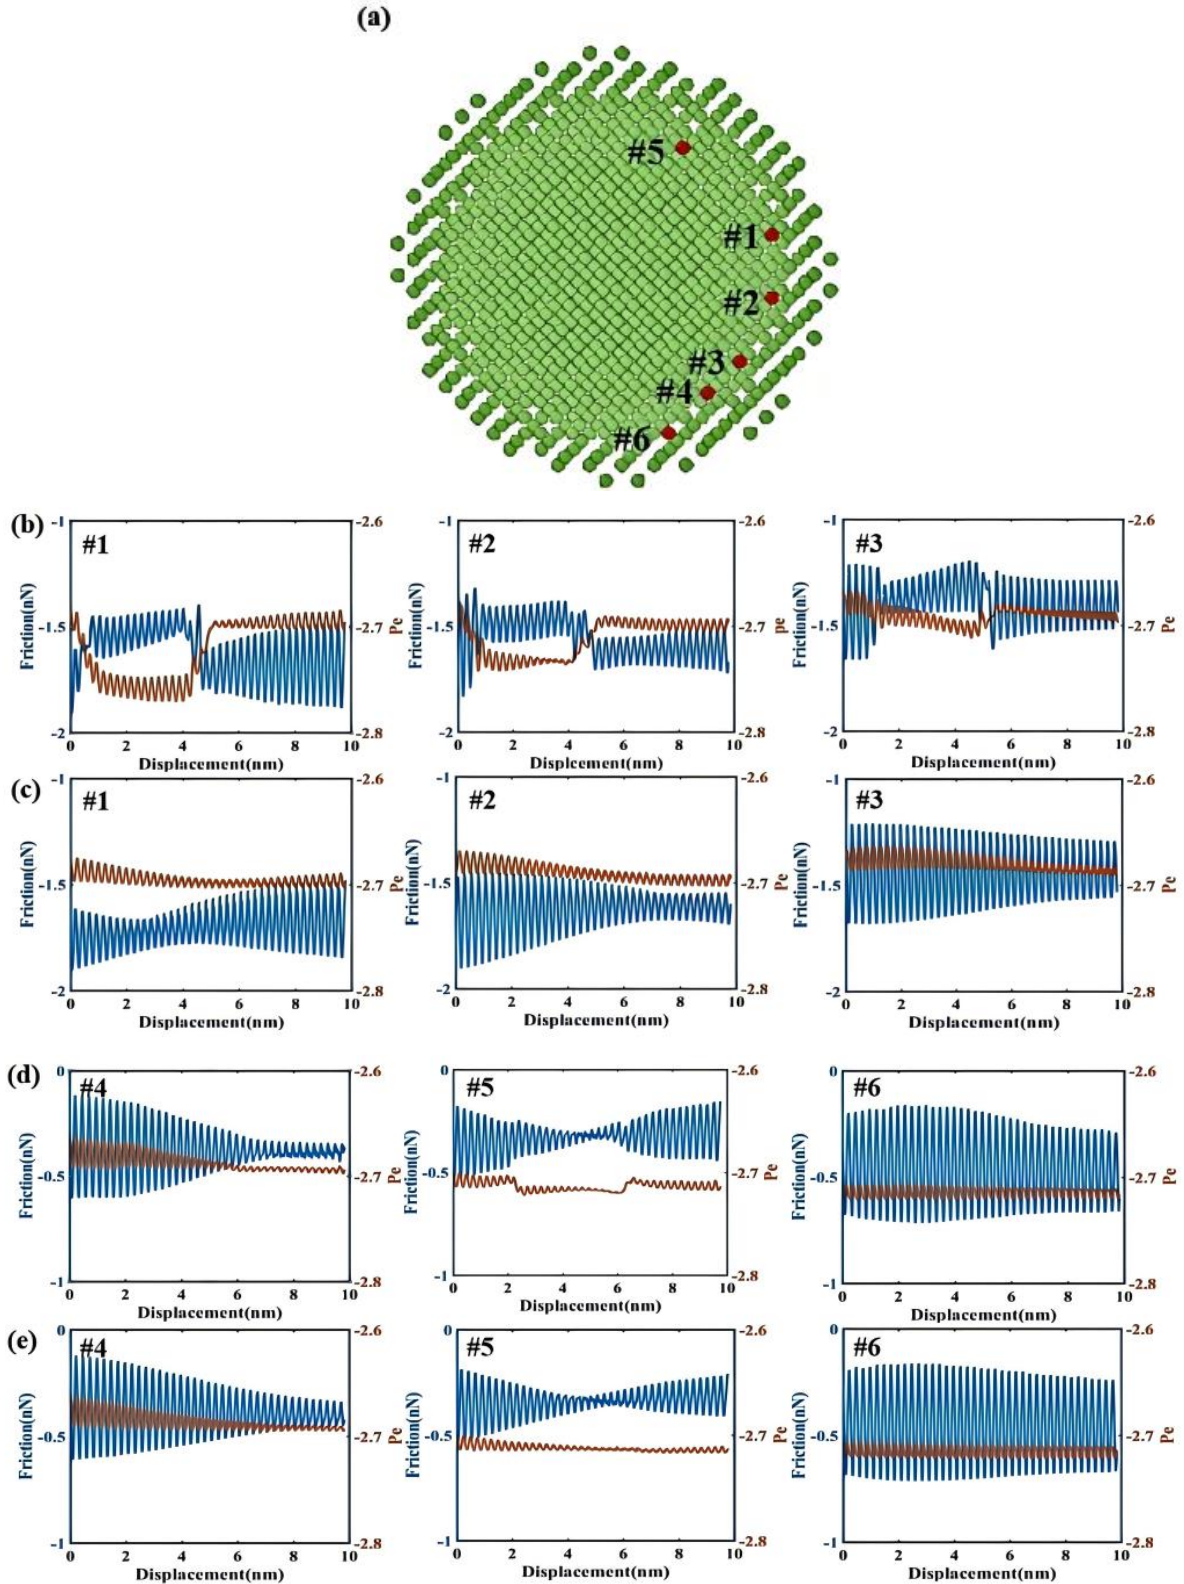 (a)
#5
#1
#2
#3
#4
#6
(b)
-1
-1.5
-2
Friction(nN)
#1
-2.6
-2.7
-2.8
Pe
0 2 4 6 8 10
Displacement(nm)
-1
-1.5
-2
Friction(nN)
#2
-2.6
-2.7
-2.8
pe
0 2 4 6 8 10
Displacement(nm)
-1
-1.5
-2
Friction(nN)
#3
-2.6
-2.7
-2.8
Pe
0 2 4 6 8 10
Displacement(nm)
(c)
-1
-1.5
-2
Friction(nN)
#1
-2.6
-2.7
-2.8
Pe
0 2 4 6 8 10
Displacement(nm)
-1
-1.5
-2
Friction(nN)
#2
-2.6
-2.7
-2.8
Pe
0 2 4 6 8 10
Displacement(nm)
-1
-1.5
-2
Friction(nN)
#3
-2.6
-2.7
-2.8
Pe
0 2 4 6 8 10
Displacement(nm)
(d)
0
-0.5
-1
Friction(nN)
#4
-2.6
-2.7
-2.8
Pe
0 2 4 6 8 10
Displacement(nm)
0
-0.5
-1
Friction(nN)
#5
-2.6
-2.7
-2.8
Pe
0 2 4 6 8 10
Displacement(nm)
0
-0.5
-1
Friction(nN)
#6
-2.6
-2.7
-2.8
Pe
0 2 4 6 8 10
Displacement(nm)
(e)
0
-0.5
-1
Friction(nN)
#4
-2.6
-2.7
-2.8
Pe
0 2 4 6 8 10
Displacement(nm)
0
-0.5
-1
Friction(nN)
#5
-2.6
-2.7
-2.8
Pe
0 2 4 6 8 10
Displacement(nm)
0
-0.5
-1
Friction(nN)
#6
-2.6
-2.7
-2.8
Pe
0 2 4 6 8 10
Displacement(nm)